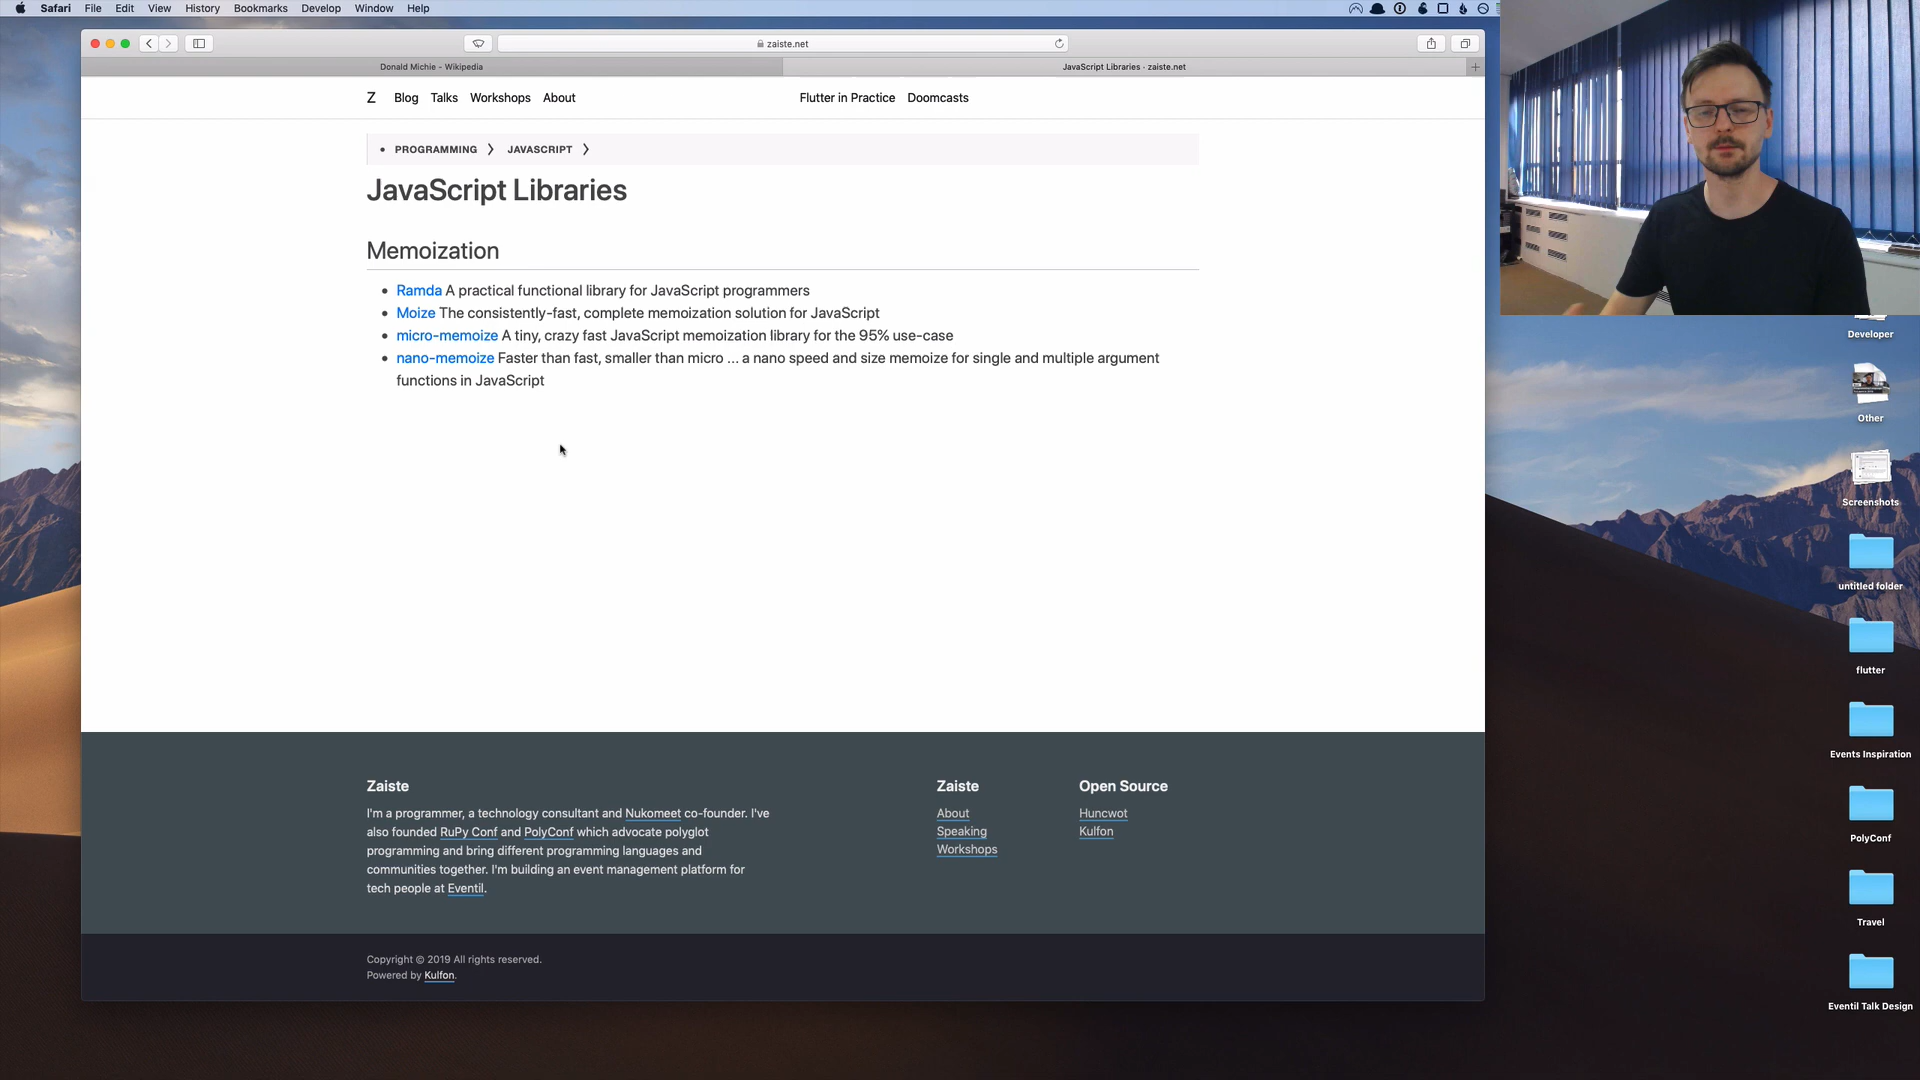 Safari File Edit View History Bookmarks Develop Window Help
zaiste.net
Donald Michie - Wikipedia
JavaScript Libraries · zaiste.net
Z Blog Talks Workshops About Flutter in Practice Doomcasts
PROGRAMMING JAVASCRIPT
JavaScript Libraries
Memoization
Ramda A practical functional library for JavaScript programmers
Moize The consistently-fast, complete memoization solution for JavaScript
micro-memoize A tiny, crazy fast JavaScript memoization library for the 95% use-case
nano-memoize Faster than fast, smaller than micro ... a nano speed and size memoize for single and multiple argument
functions in JavaScript
Zaiste
I'm a programmer, a technology consultant and Nukomeet co-founder. I've
also founded RuPy Conf and PolyConf which advocate polyglot
programming and bring different programming languages and
communities together. I'm building an event management platform for
tech people at Eventil.
Zaiste
About
Speaking
Workshops
Open Source
Huncwot
Kulfon
Copyright © 2019 All rights reserved.
Powered by Kulfon.
Developer
Other
Screenshots
untitled folder
flutter
Events Inspiration
PolyConf
Travel
Eventil Talk Design